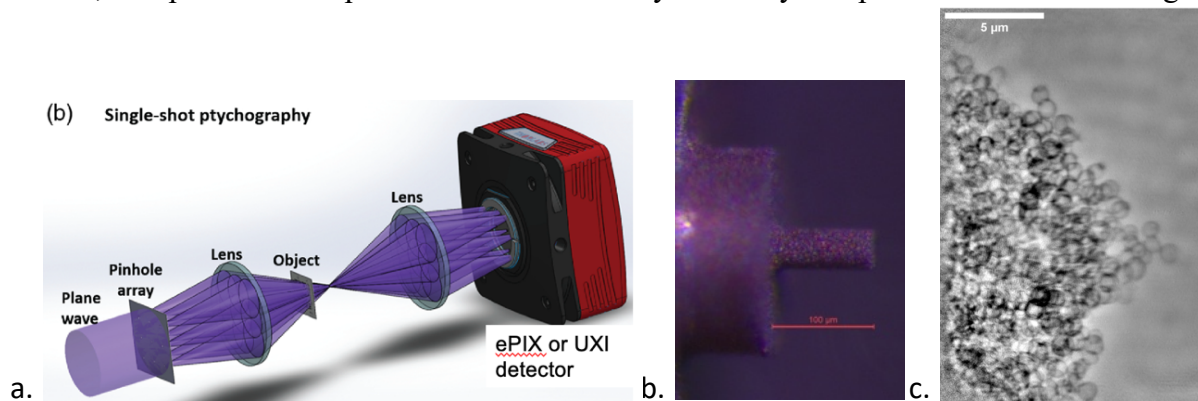 5 µm
(b) Single-shot ptychography
Lens
Lens
Object
Pinhole
array
Plane
wave
100 µm
ePIX or UXI
detector
a.
b.
c.